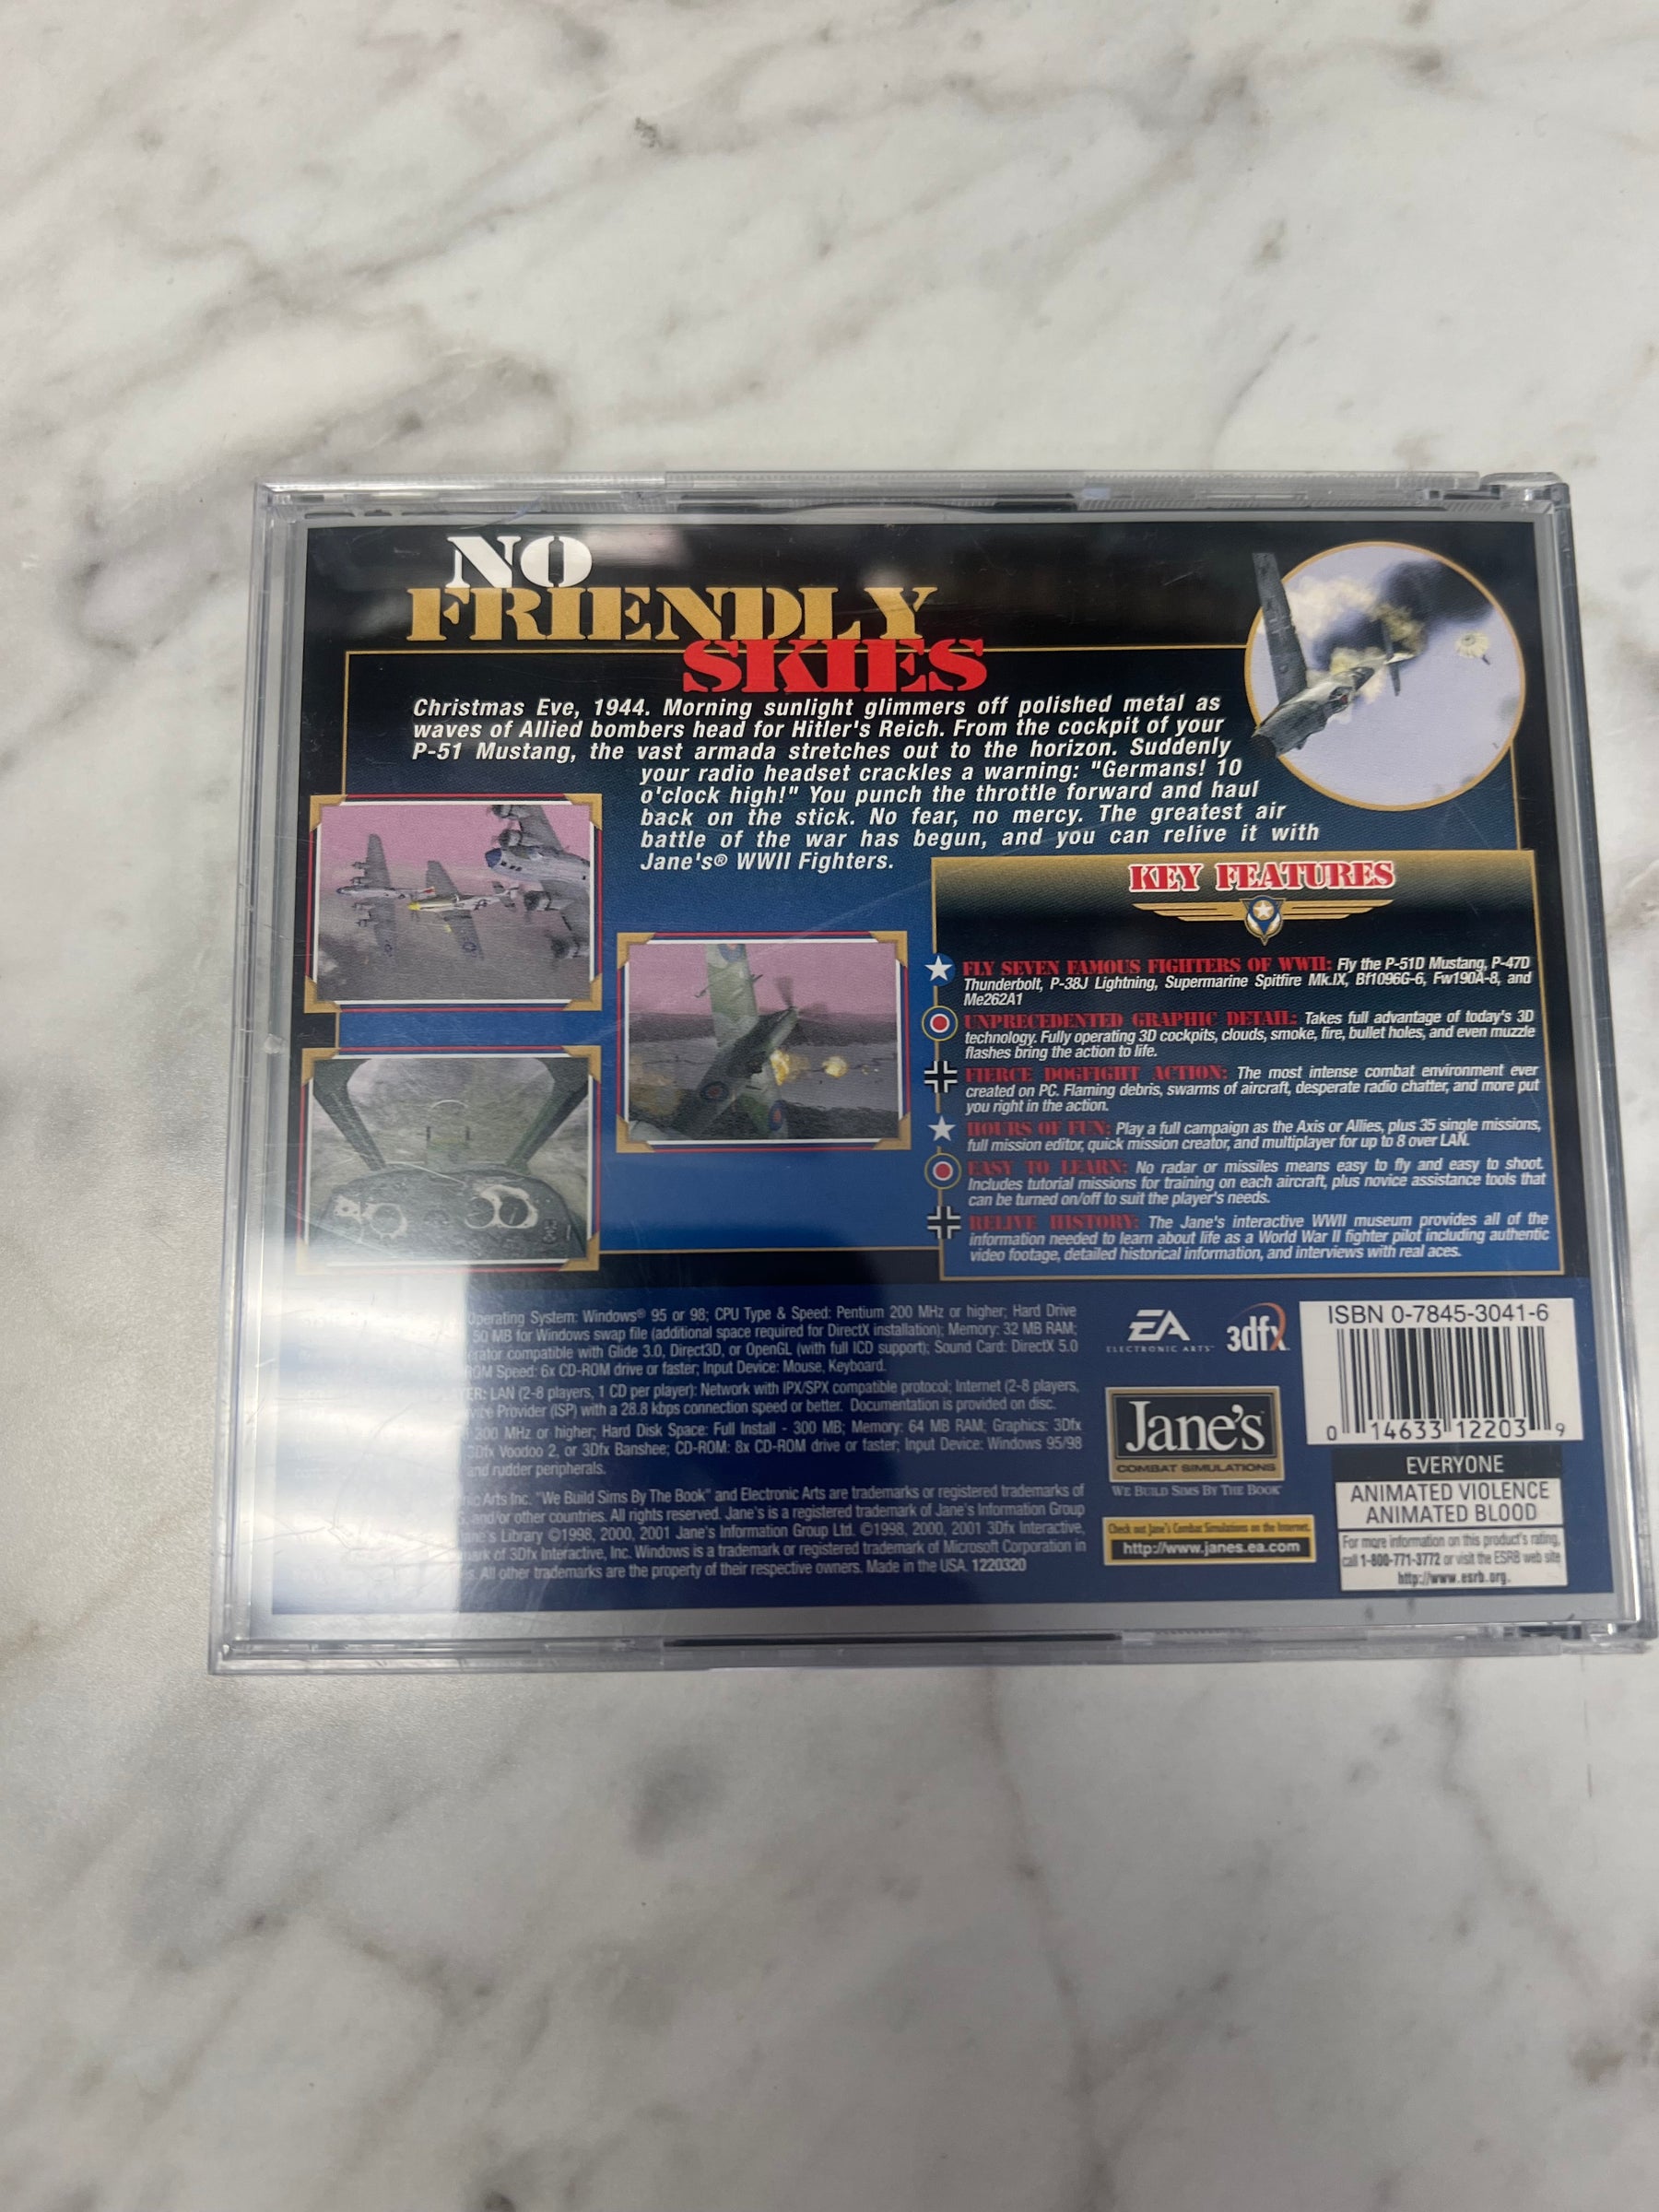 NO
FRIENDLY
SKIES
Christmas Eve, 1944. Morning sunlight glimmers off polished metal as
waves of Allied bombers head for Hitler's Reich. From the cockpit of your
P-51 Mustang, the vast armada stretches out to the horizon. Suddenly
your radio headset crackles a warning: "Germans! 10
o'clock high!" You punch the throttle forward and haul
back on the stick. No fear, no mercy. The greatest air
battle of the war has begun, and you can relive it with
Jane's® WWII Fighters.
KEY FEATURES
FLY SEVEN FAMOUS FIGHTERS OF WWII: Fly the P-51D Mustang, P-47D
Thunderbolt, P-38J Lightning, Supermarine Spitfire Mk.IX, Bf1096G-6, Fw190A-8, and
Me262A1
UNPRECEDENTED GRAPHIC DETAIL: Takes full advantage of today's 3D
technology. Fully operating 3D cockpits, clouds, smoke, fire, bullet holes, and even muzzle
flashes bring the action to life.
FIERCE DOGFIGHT ACTION: The most intense combat environment ever
created on PC. Flaming debris, swarms of aircraft, desperate radio chatter, and more put
you right in the action.
HOURS OF FUN: Play a full campaign as the Axis or Allies, plus 35 single missions,
full mission editor, quick mission creator, and multiplayer for up to 8 over LAN.
EASY TO LEARN: No radar or missiles means easy to fly and easy to shoot.
Includes tutorial missions for training on each aircraft, plus novice assistance tools that
can be turned on/off to suit the player's needs.
RELIVE HISTORY: The Jane's interactive WWII museum provides all of the
information needed to learn about life as a World War II fighter pilot including authentic
video footage, detailed historical information, and interviews with real aces.
Operating System: Windows® 95 or 98; CPU Type & Speed: Pentium 200 MHz or higher; Hard Drive
50 MB for Windows swap file (additional space required for DirectX installation); Memory: 32 MB RAM;
compatible with Glide 3.0, Direct3D, or OpenGL (with full ICD support); Sound Card: DirectX 5.0
Speed: 6x CD-ROM drive or faster; Input Device: Mouse, Keyboard.
LAN (2-8 players, 1 CD per player): Network with IPX/SPX compatible protocol; Internet (2-8 players,
Provider (ISP) with a 28.8 kbps connection speed or better. Documentation is provided on disc.
300 MHz or higher; Hard Disk Space: Full Install - 300 MB; Memory: 64 MB RAM; Graphics: 3Dfx
3Dfx Voodoo 2, or 3Dfx Banshee; CD-ROM: 8x CD-ROM drive or faster; Input Device: Windows 95/98
and rudder peripherals.
Arts Inc. "We Build Sims By The Book" and Electronic Arts are trademarks or registered trademarks of
and/or other countries. All rights reserved. Jane's is a registered trademark of Jane's Information Group
Library ©1998, 2000, 2001 Jane's Information Group Ltd. ©1998, 2000, 2001 3Dfx Interactive,
of 3Dfx Interactive, Inc. Windows is a trademark or registered trademark of Microsoft Corporation in
All other trademarks are the property of their respective owners. Made in the USA. 1220320
EA
ELECTRONIC ARTS™
3dfx
Jane's
COMBAT SIMULATIONS
WE BUILD SIMS BY THE BOOK
Check out Jane's Combat Simulations on the Internet.
http://www.janes.ea.com
ISBN 0-7845-3041-6
0 14633 12203 9
EVERYONE
ANIMATED VIOLENCE
ANIMATED BLOOD
For more information on this product's rating,
call 1-800-771-3772 or visit the ESRB web site
http://www.esrb.org.